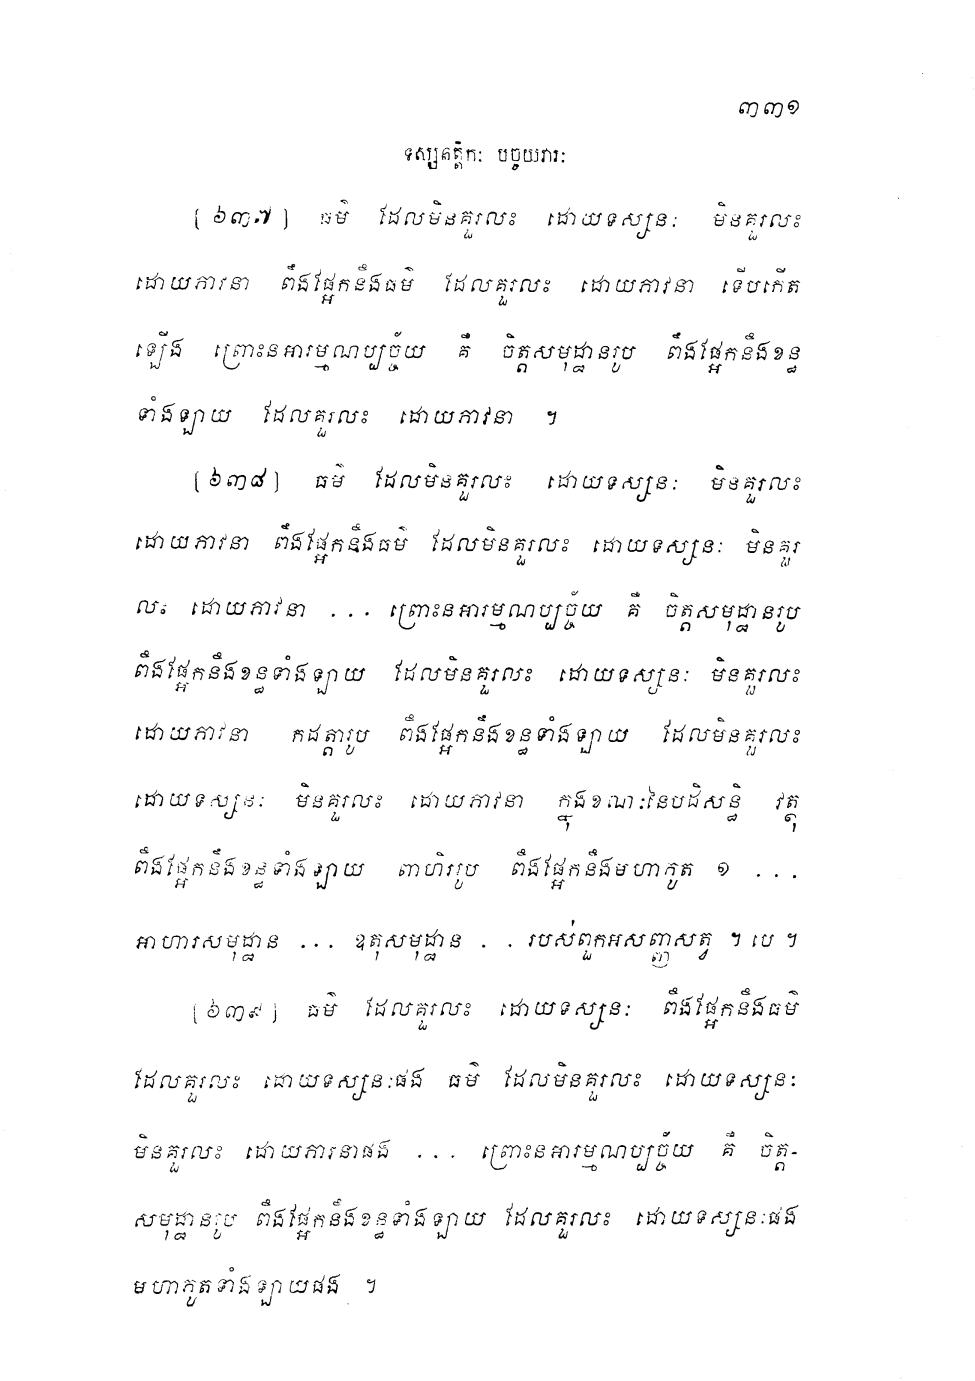 ៣៣១
ទស្សនត្តិកៈ បច្ចយវារៈ
[៦៣៧] ធម៌ ដែលមិនគួរលះ ដោយទស្សនៈ មិនគួរលះ
ដោយភាវនា ពឹងផ្អែកនឹងធម៌ ដែលគួរលះ ដោយភាវនា ទើបកើត
ឡើង ព្រោះនអារម្មណប្បច្ច័យ គឺ ចិត្តសមុដ្ឋានរូប ពឹងផ្អែកនឹងខន្ធ
ទាំងឡាយ ដែលគួរលះ ដោយភាវនា ។
[៦៣៨] ធម៌ ដែលមិនគួរលះ ដោយទស្សនៈ មិនគួរលះ
ដោយភាវនា ពឹងផ្អែកនឹងធម៌ ដែលមិនគួរលះ ដោយទស្សនៈ មិនគួរ
លះ ដោយភាវនា ... ព្រោះនអារម្មណប្បច្ច័យ គឺ ចិត្តសមុដ្ឋានរូប
ពឹងផ្អែកនឹងខន្ធទាំងឡាយ ដែលមិនគួរលះ ដោយទស្សនៈ មិនគួរលះ
ដោយភាវនា កដត្តារូប ពឹងផ្អែកនឹងខន្ធទាំងឡាយ ដែលមិនគួរលះ
ដោយទស្សនៈ មិនគួរលះ ដោយភាវនា ក្នុងខណៈនៃបដិសន្ធិ វត្ថុ
ពឹងផ្អែកនឹងខន្ធទាំងឡាយ ពាហិររូប ពឹងផ្អែកនឹងមហាភូត ១ ...
អាហារសមុដ្ឋាន ... ឧតុសមុដ្ឋាន . .. របស់ពួកអសញ្ញសត្វ ។ បេ ។
[៦៣៩] ធម៌ ដែលគួរលះ ដោយទស្សនៈ ពឹងផ្អែកនឹងធម៌
ដែលគួរលះ ដោយទស្សនៈផង ធម៌ ដែលមិនគួរលះ ដោយទស្សនៈ
មិនគួរលះ ដោយភាវនាផង ... ព្រោះនអារម្មណប្បច្ច័យ គឺ ចិត្ត-
សមុដ្ឋានរូប ពឹងផ្អែកនឹងខន្ធទាំងឡាយ ដែលគួរលះ ដោយទស្សនៈផង
មហាភូតទាំងឡាយផង ។